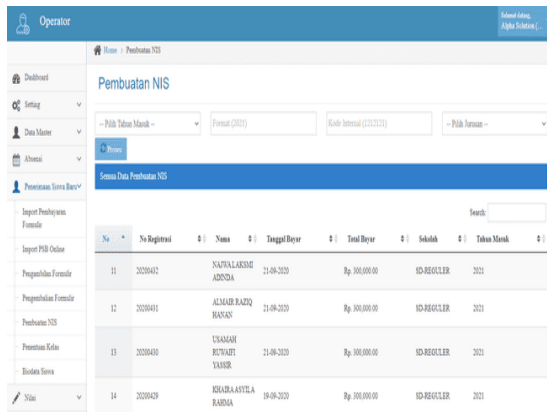 Operator
Selamat datang,
Alpha Solution (...
Home > Pembuatan NIS
Dashboard
Setting
Data Master
Absensi
Penerimaan Siswa Baru
Import Pembayaran
Formulir
Import PSB Online
Pengambilan Formulir
Pengembalian Formulir
Pembuatan NIS
Penentuan Kelas
Biodata Siswa
Nilai
Pembuatan NIS
-- Pilih Tahun Masuk --
Format (2021)
Kode Internal (1212121)
-- Pilih Jurusan --
Proses
Semua Data Pembuatan NIS
Search:
No No Registrasi Nama Tanggal Bayar Total Bayar Sekolah Tahun Masuk
11 20200432 NAJWA LAKSMI ADINDA 21-09-2020 Rp. 300,000.00 SD-REGULER 2021
12 20200431 ALMAIR RAZIQ HANAN 21-09-2020 Rp. 300,000.00 SD-REGULER 2021
13 20200430 USAMAH RUWAIFI YASSIR 21-09-2020 Rp. 300,000.00 SD-REGULER 2021
14 20200429 KHAIRA ASYILA RAHMA 19-09-2020 Rp. 300,000.00 SD-REGULER 2021